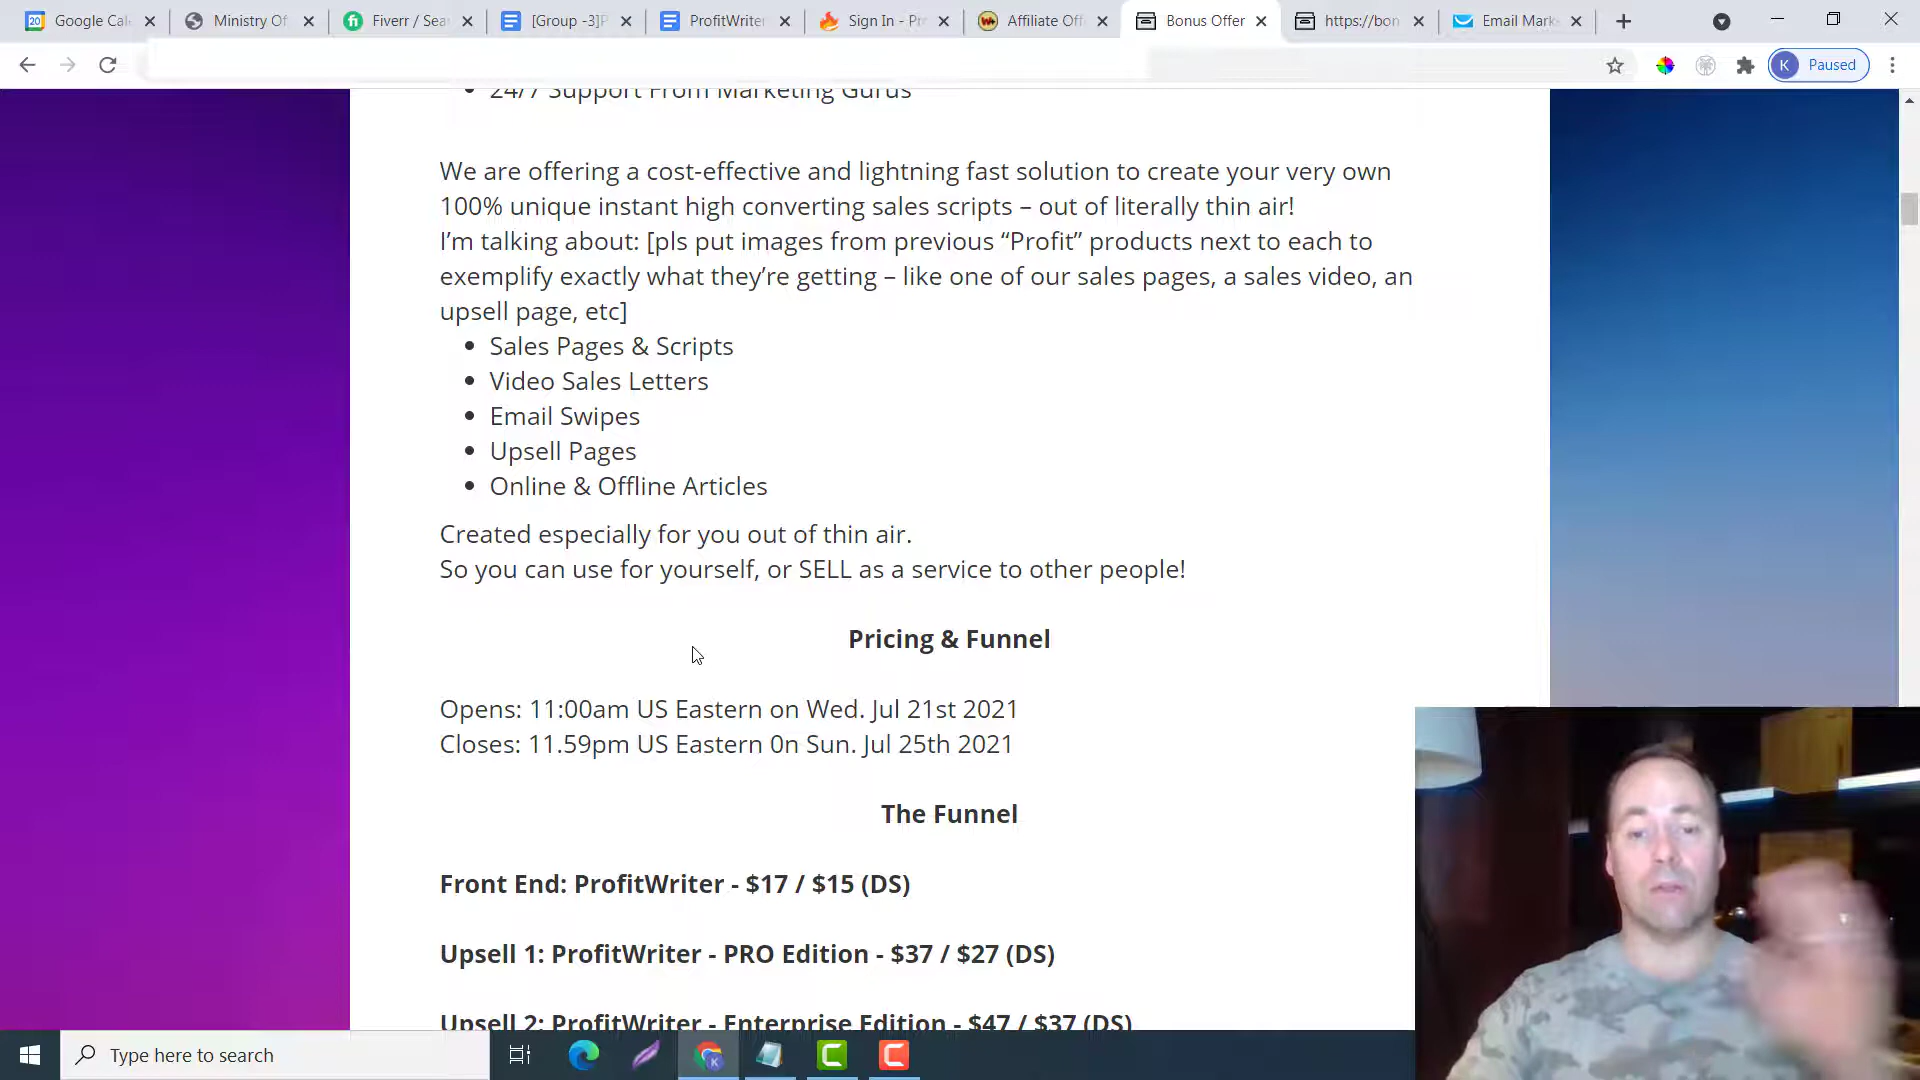 Google Cal
Ministry Of
Fiverr / Sea
[Group -3]P
ProfitWriter
Sign In - Pr
Affiliate Off
Bonus Offer
https://bon
Email Mark
K Paused
24/7 Support From Marketing Gurus
We are offering a cost-effective and lightning fast solution to create your very own
100% unique instant high converting sales scripts – out of literally thin air!
I’m talking about: [pls put images from previous “Profit” products next to each to
exemplify exactly what they’re getting – like one of our sales pages, a sales video, an
upsell page, etc]
Sales Pages & Scripts
Video Sales Letters
Email Swipes
Upsell Pages
Online & Offline Articles
Created especially for you out of thin air.
So you can use for yourself, or SELL as a service to other people!
Pricing & Funnel
Opens: 11:00am US Eastern on Wed. Jul 21st 2021
Closes: 11.59pm US Eastern 0n Sun. Jul 25th 2021
The Funnel
Front End: ProfitWriter - $17 / $15 (DS)
Upsell 1: ProfitWriter - PRO Edition - $37 / $27 (DS)
Upsell 2: ProfitWriter - Enterprise Edition - $47 / $37 (DS)
Type here to search